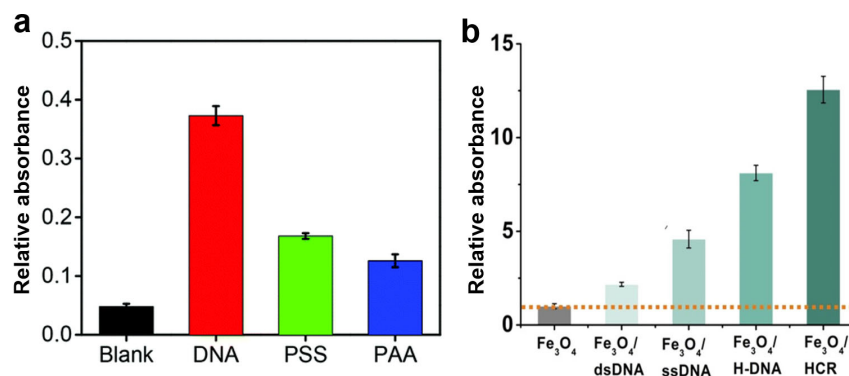 a
Relative absorbance
0.5
0.4
0.3
0.2
0.1
0.0
Blank DNA PSS PAA
b
Relative absorbance
15
10
5
0
Fe3O4 Fe3O4/ Fe3O4/ Fe3O4/ Fe3O4/
dsDNA ssDNA H-DNA HCR